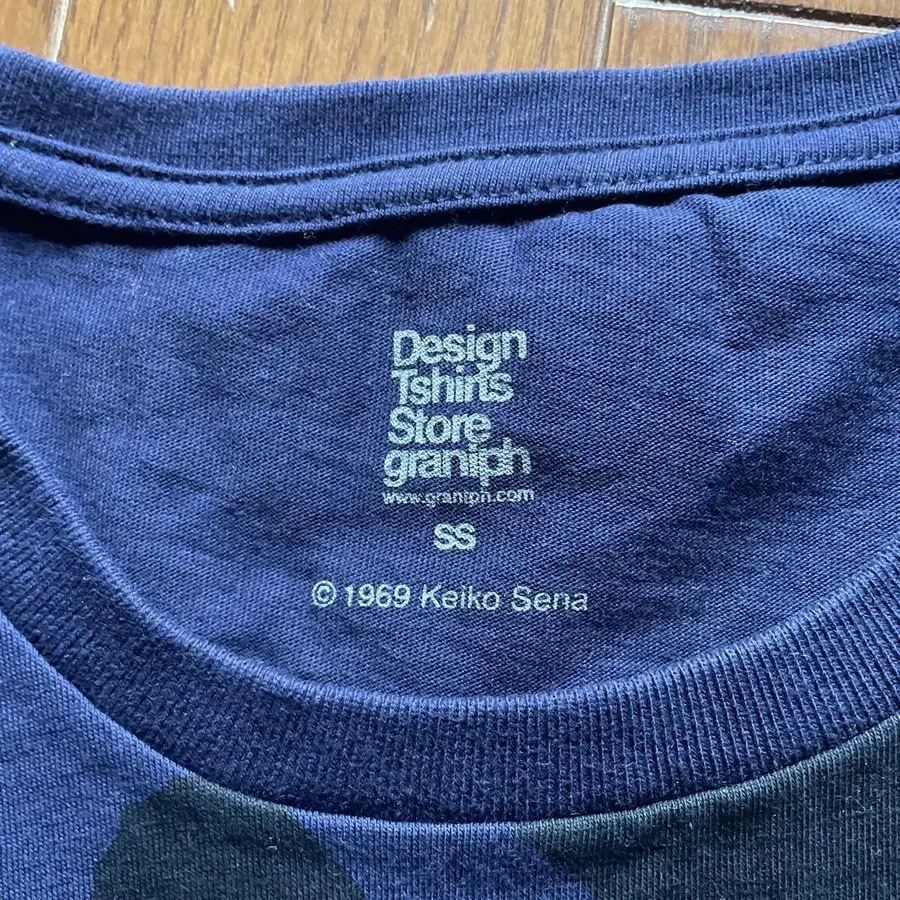 Design
Tshirts
Store
graniph
www.graniph.com
SS
© 1969 Keiko Sena